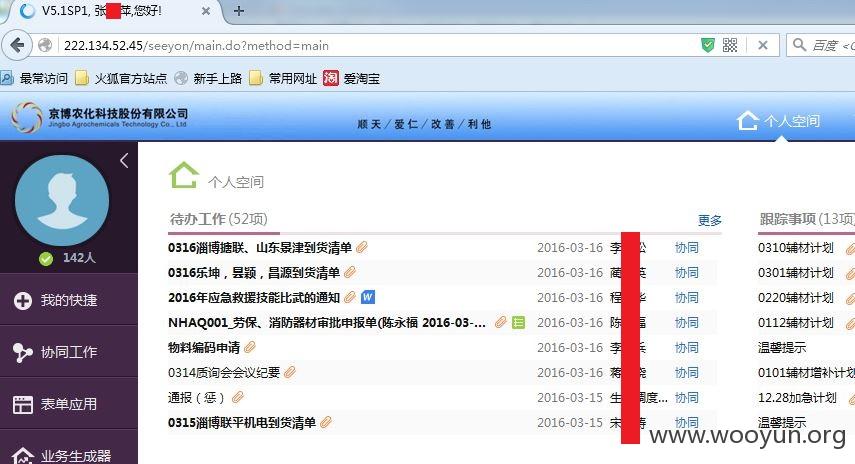 V5.1SP1, 张 萍,您好!
222.134.52.45/seeyon/main.do?method=main
百度 <C
最常访问 火狐官方站点 新手上路 常用网址 淘 爱淘宝
京博农化科技股份有限公司
Jingbo Agrochemicals Technology Co., Ltd
顺天/爱仁/改善/利他
个人空间
个人空间
142人
我的快捷
协同工作
表单应用
业务生成器
待办工作 (52项) 更多
0316淄博搪联、山东景津到货清单 2016-03-16 李 松 协同
0316乐坤，昙颖，昌源到货清单 2016-03-16 蔺 英 协同
2016年应急救援技能比武的通知 W 2016-03-16 程 华 协同
NHAQ001_劳保、消防器材审批申报单(陈永福 2016-03-... 2016-03-16 陈 福 协同
物料编码申请 2016-03-16 李 兵 协同
0314质询会会议纪要 2016-03-16 蒋 晓 协同
通报（惩） 2016-03-15 生 调度... 协同
0315淄博联平机电到货清单 2016-03-15 宋 涛 协同
跟踪事项 (13项)
0310辅材计划
0301辅材计划
0220辅材计划
0112辅材计划
温馨提示
0101辅材增补计划
12.28加急计划
温馨提示
www.wooyun.org